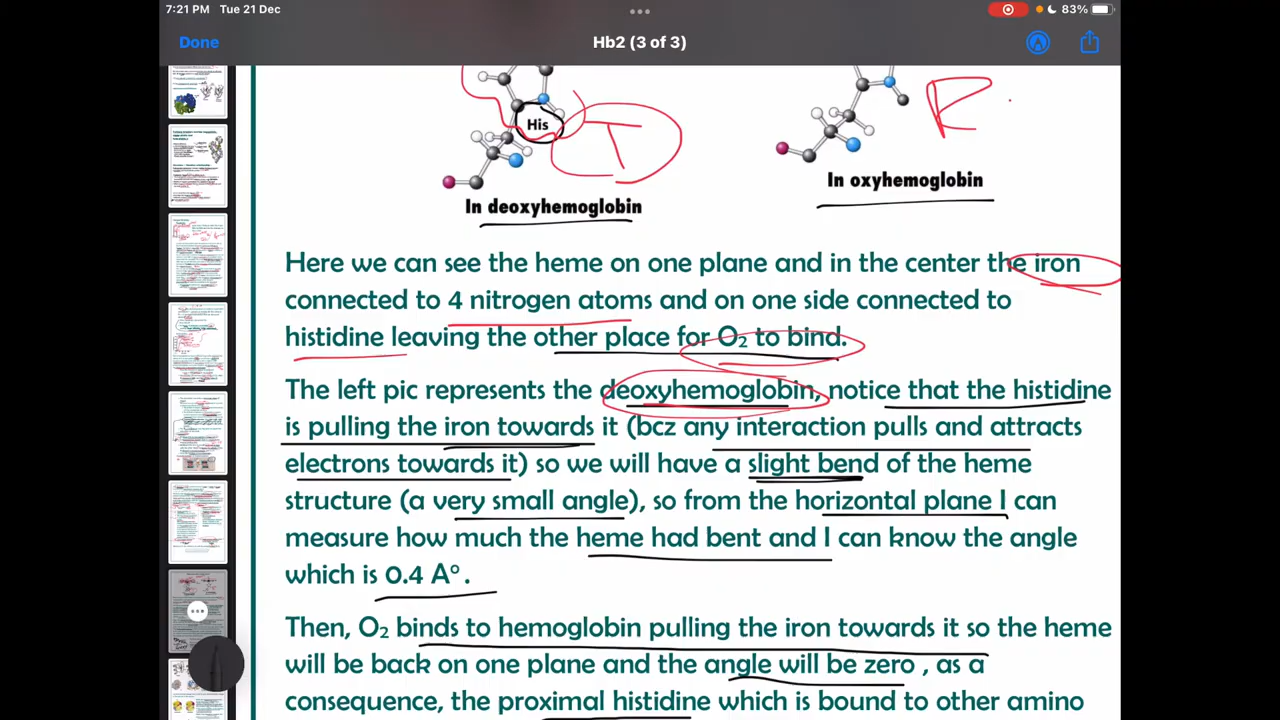 7:21 PM Tue 21 Dec
83%
Done
Hb2 (3 of 3)
His
T
R
In deoxyhemoglobin
In oxyhemoglobin
Here we can see the heme on one plane and in the center the iron
connected to 4 nitrogen atoms and on one side connected to
histidine leaving the other place for O₂ to bind.
The left pic represents the deoxyhemoglobin, notice that the histidine
is pulling the iron towards it (bcz any interaction pulls and attracts
electrons towards it) so we will have a slight bend of the heme
structure (a very small angle), so from the horizontal plane I can
measure how much the heme had bent and I can know the angle
which is 0.4 A°.
Then O₂ binds to hemoglobin pulling the iron towards it so the heme
will be back on one plane and the angle will be zero , as a
consequence, the proxmal histidine which is bound to other amino